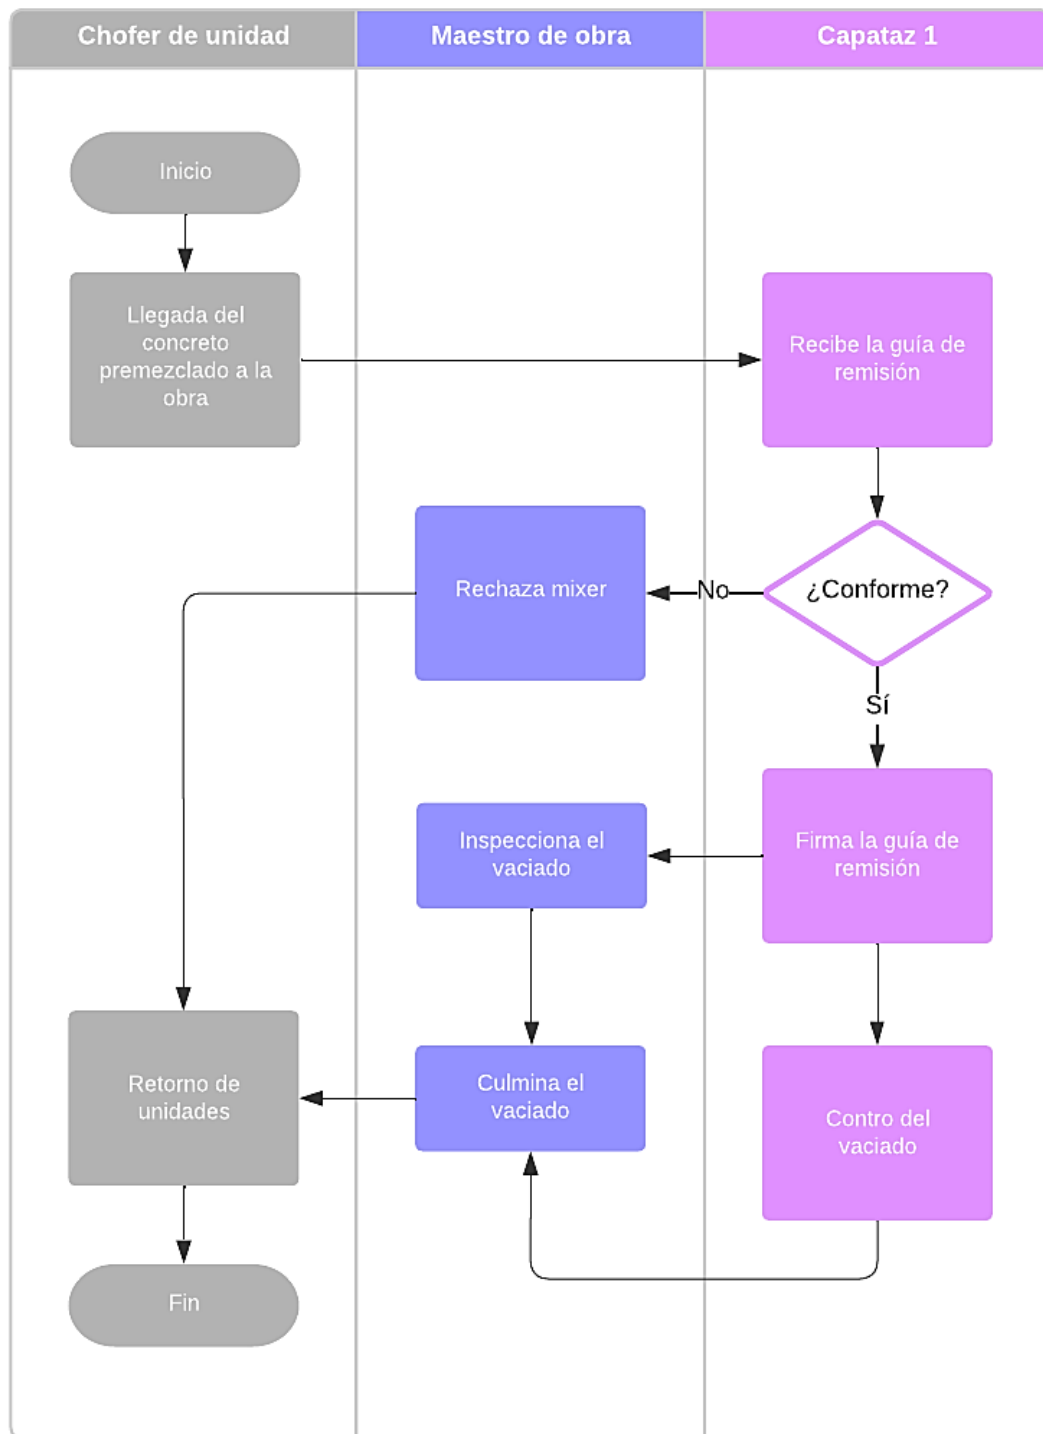 Chofer de unidad
Maestro de obra
Capataz 1
Inicio
Llegada del
concreto
premezclado a la
obra
Recibe la guía de
remisión
Rechaza mixer
No
¿Conforme?
Sí
Inspecciona el
vaciado
Firma la guía de
remisión
Retorno de
unidades
Culmina el
vaciado
Contro del
vaciado
Fin